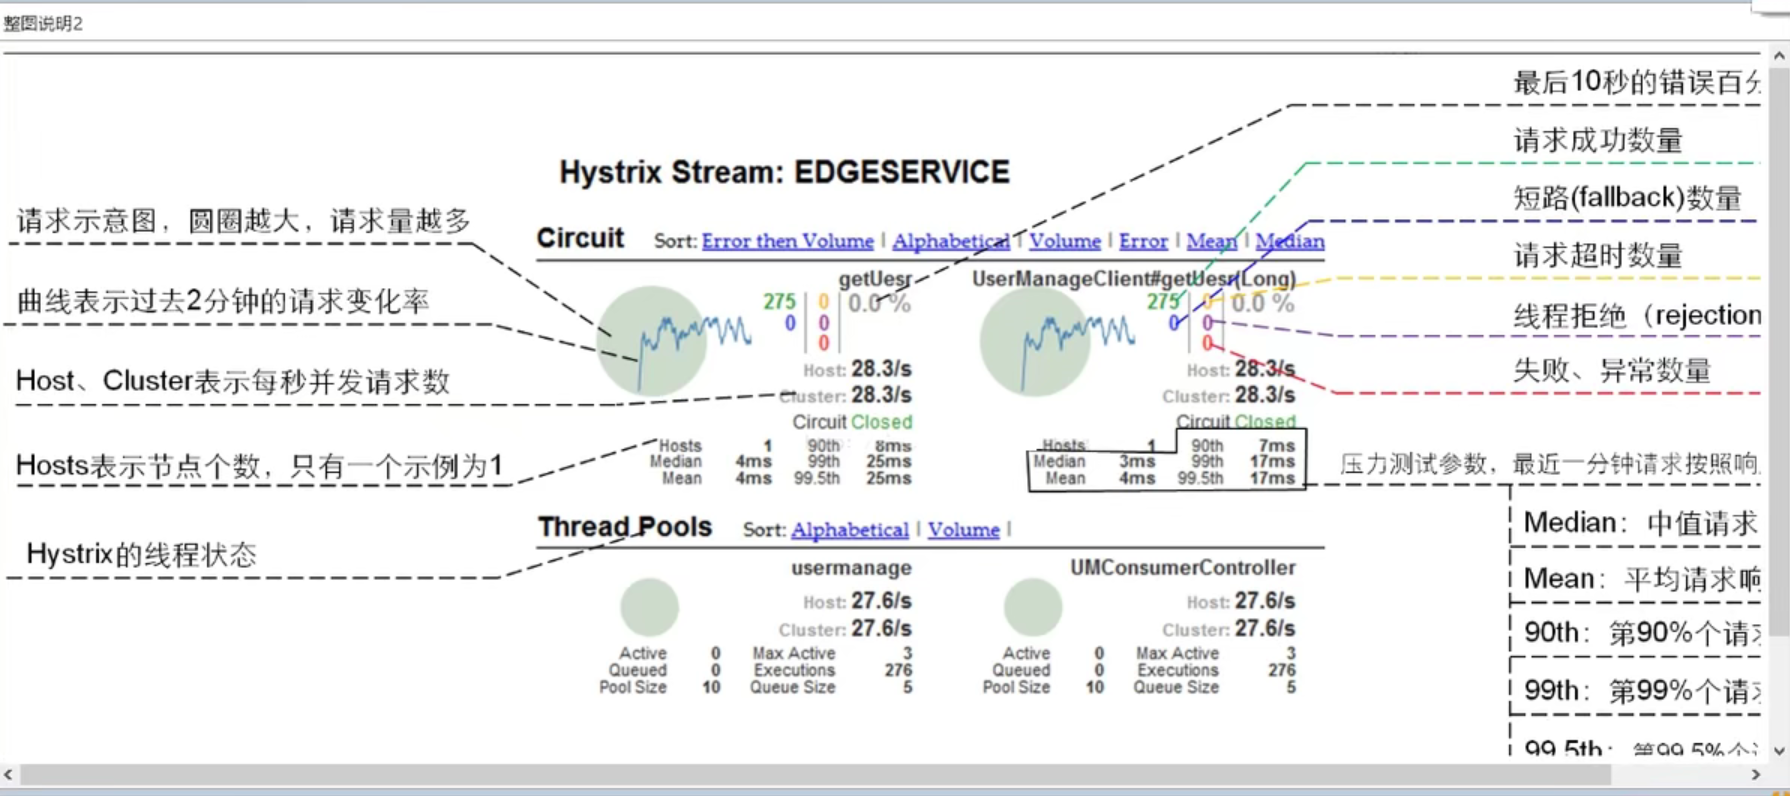 整图说明2
最后10秒的错误百分
请求成功数量
Hystrix Stream: EDGESERVICE
短路(fallback)数量
请求示意图，圆圈越大，请求量越多
Circuit Sort: Error then Volume | Alphabetical | Volume | Error | Mean | Median
请求超时数量
getUesr UserManageClient#getUesr(Long)
曲线表示过去2分钟的请求变化率
275 0 0.0 % 275 0 0.0 %
0 0 0 0
线程拒绝（rejection
0 0
Host: 28.3/s Host: 28.3/s
失败、异常数量
Host、Cluster表示每秒并发请求数
Cluster: 28.3/s Cluster: 28.3/s
Circuit Closed Circuit Closed
Hosts 1 90th 8ms Hosts 1 90th 7ms
Median 4ms 99th 25ms Median 3ms 99th 17ms
Mean 4ms 99.5th 25ms Mean 4ms 99.5th 17ms
Hosts表示节点个数，只有一个示例为1
压力测试参数，最近一分钟请求按照响
Thread Pools Sort: Alphabetical | Volume |
Median：中值请求
Hystrix的线程状态
usermanage UMConsumerController
Mean：平均请求响
Host: 27.6/s Host: 27.6/s
Cluster: 27.6/s Cluster: 27.6/s
90th：第90%个请求
Active 0 Max Active 3 Active 0 Max Active 3
Queued 0 Executions 276 Queued 0 Executions 276
Pool Size 10 Queue Size 5 Pool Size 10 Queue Size 5
99th：第99%个请求
99.5th：第99.5%个